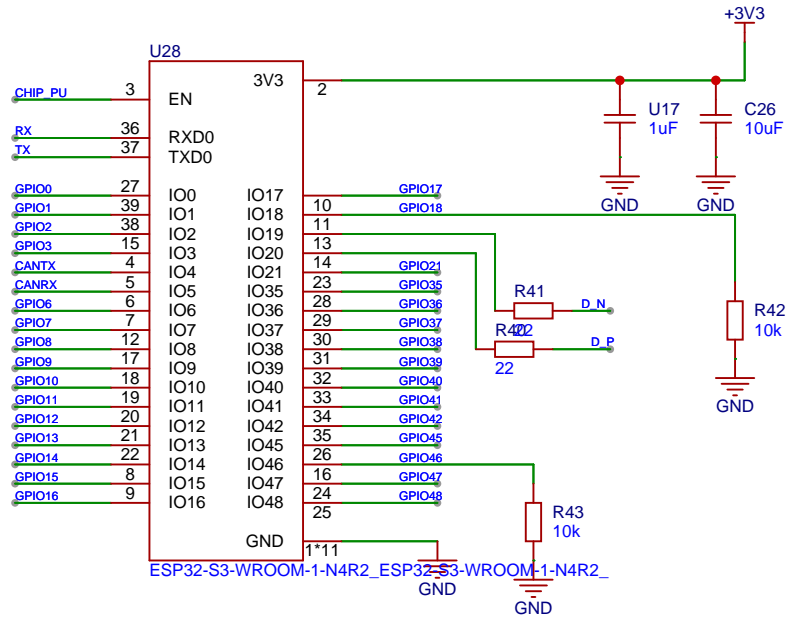 +3V3
U28
3V3
2
CHIP_PU
3
EN
U17
1uF
C26
10uF
RX
36
RXD0
TX
37
TXD0
GND
GND
GPIO0
27
IO0
IO17
GPIO17
GPIO1
39
IO1
IO18
10
GPIO18
GPIO2
38
IO2
IO19
11
GPIO3
15
IO3
IO20
13
CANTX
4
IO4
IO21
14
GPIO21
CANRX
5
IO5
IO35
23
GPIO35
GPIO6
6
IO6
IO36
28
GPIO36
GPIO7
7
IO7
IO37
29
GPIO37
GPIO8
12
IO8
IO38
30
GPIO38
GPIO9
17
IO9
IO39
31
GPIO39
GPIO10
18
IO10
IO40
32
GPIO40
GPIO11
19
IO11
IO41
33
GPIO41
GPIO12
20
IO12
IO42
34
GPIO42
GPIO13
21
IO13
IO45
35
GPIO45
GPIO14
22
IO14
IO46
26
GPIO46
GPIO15
8
IO15
IO47
16
GPIO47
GPIO16
9
IO16
IO48
24
GPIO48
25
R41
22
D_N
R40
22
D_P
R42
10k
GND
R43
10k
GND
1*11
ESP32-S3-WROOM-1-N4R2_ESP32-S3-WROOM-1-N4R2_
GND
GND